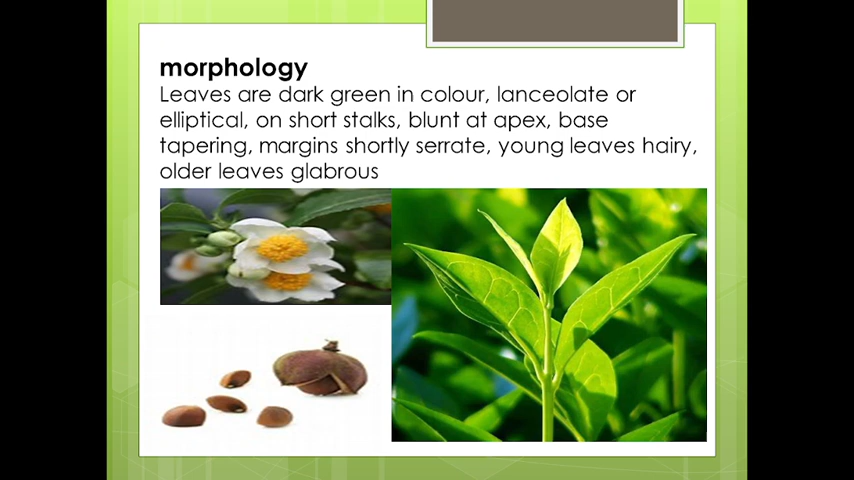 morphology
Leaves are dark green in colour, lanceolate or
elliptical, on short stalks, blunt at apex, base
tapering, margins shortly serrate, young leaves hairy,
older leaves glabrous